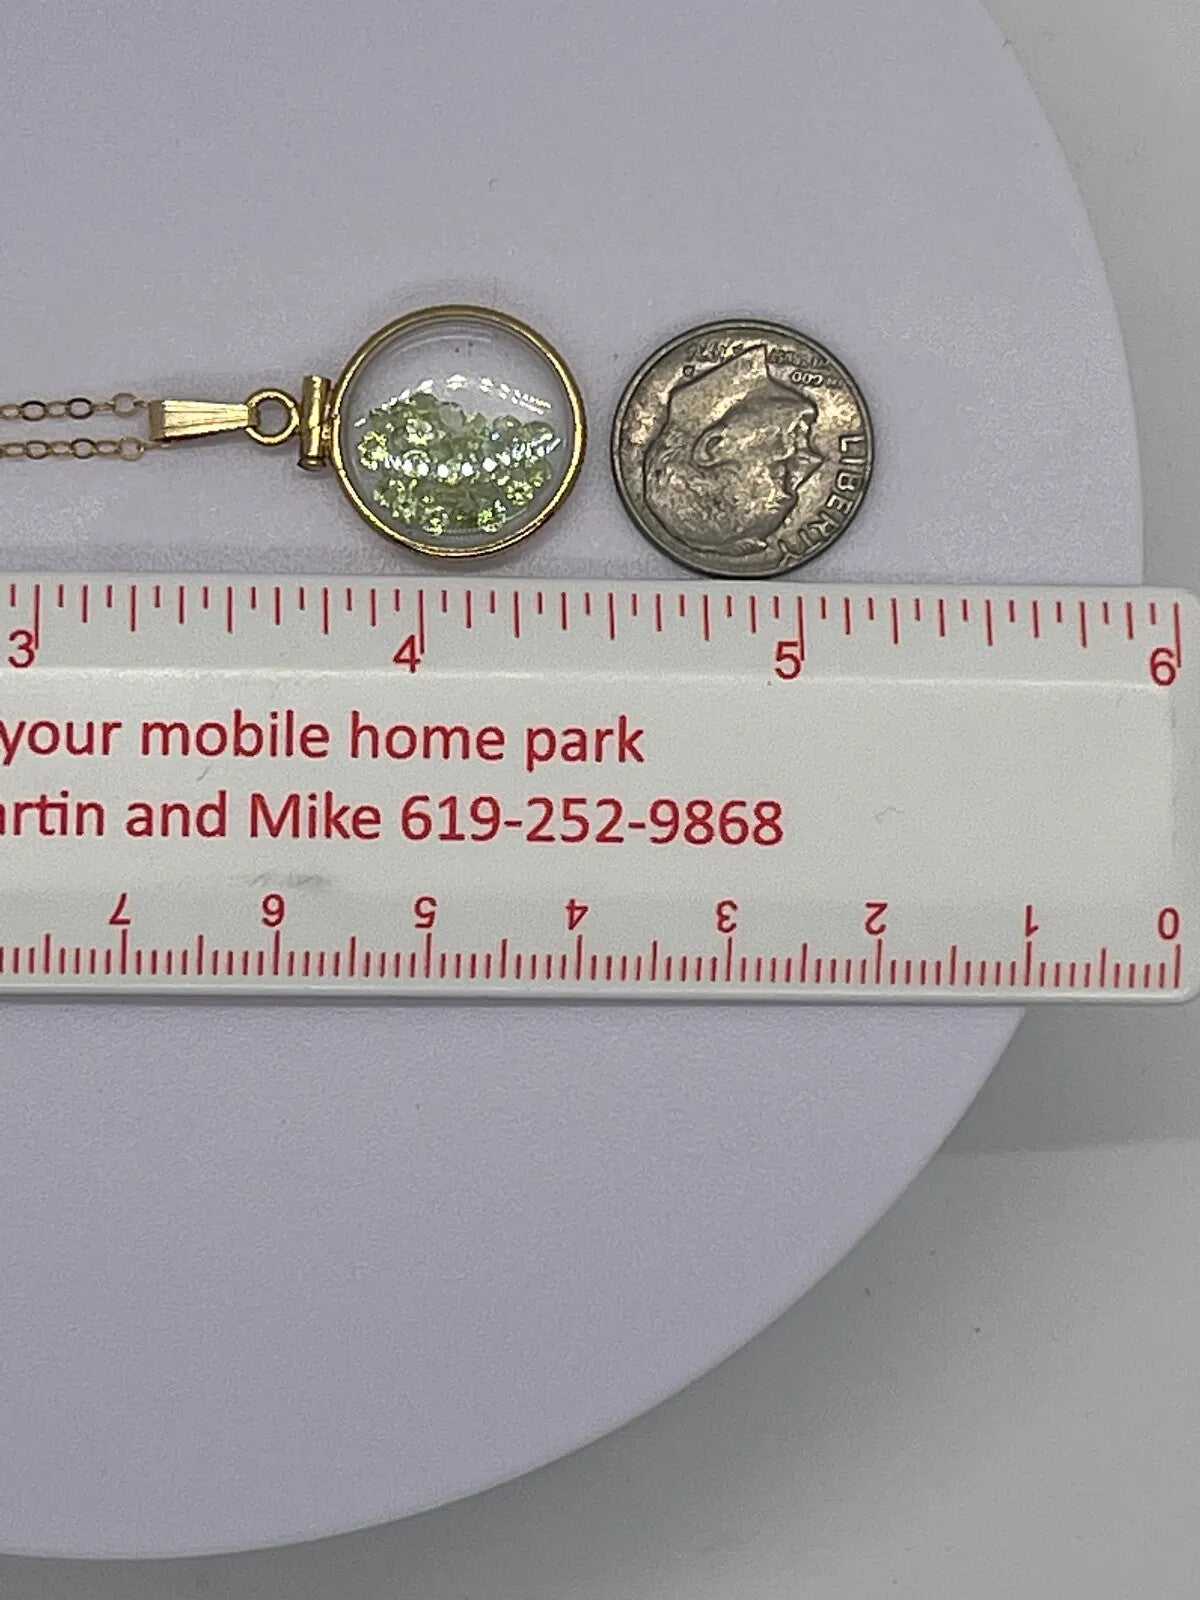 LIBERTY
3 4 5 6
your mobile home park
artin and Mike 619-252-9868
7 6 5 4 3 2 1 0